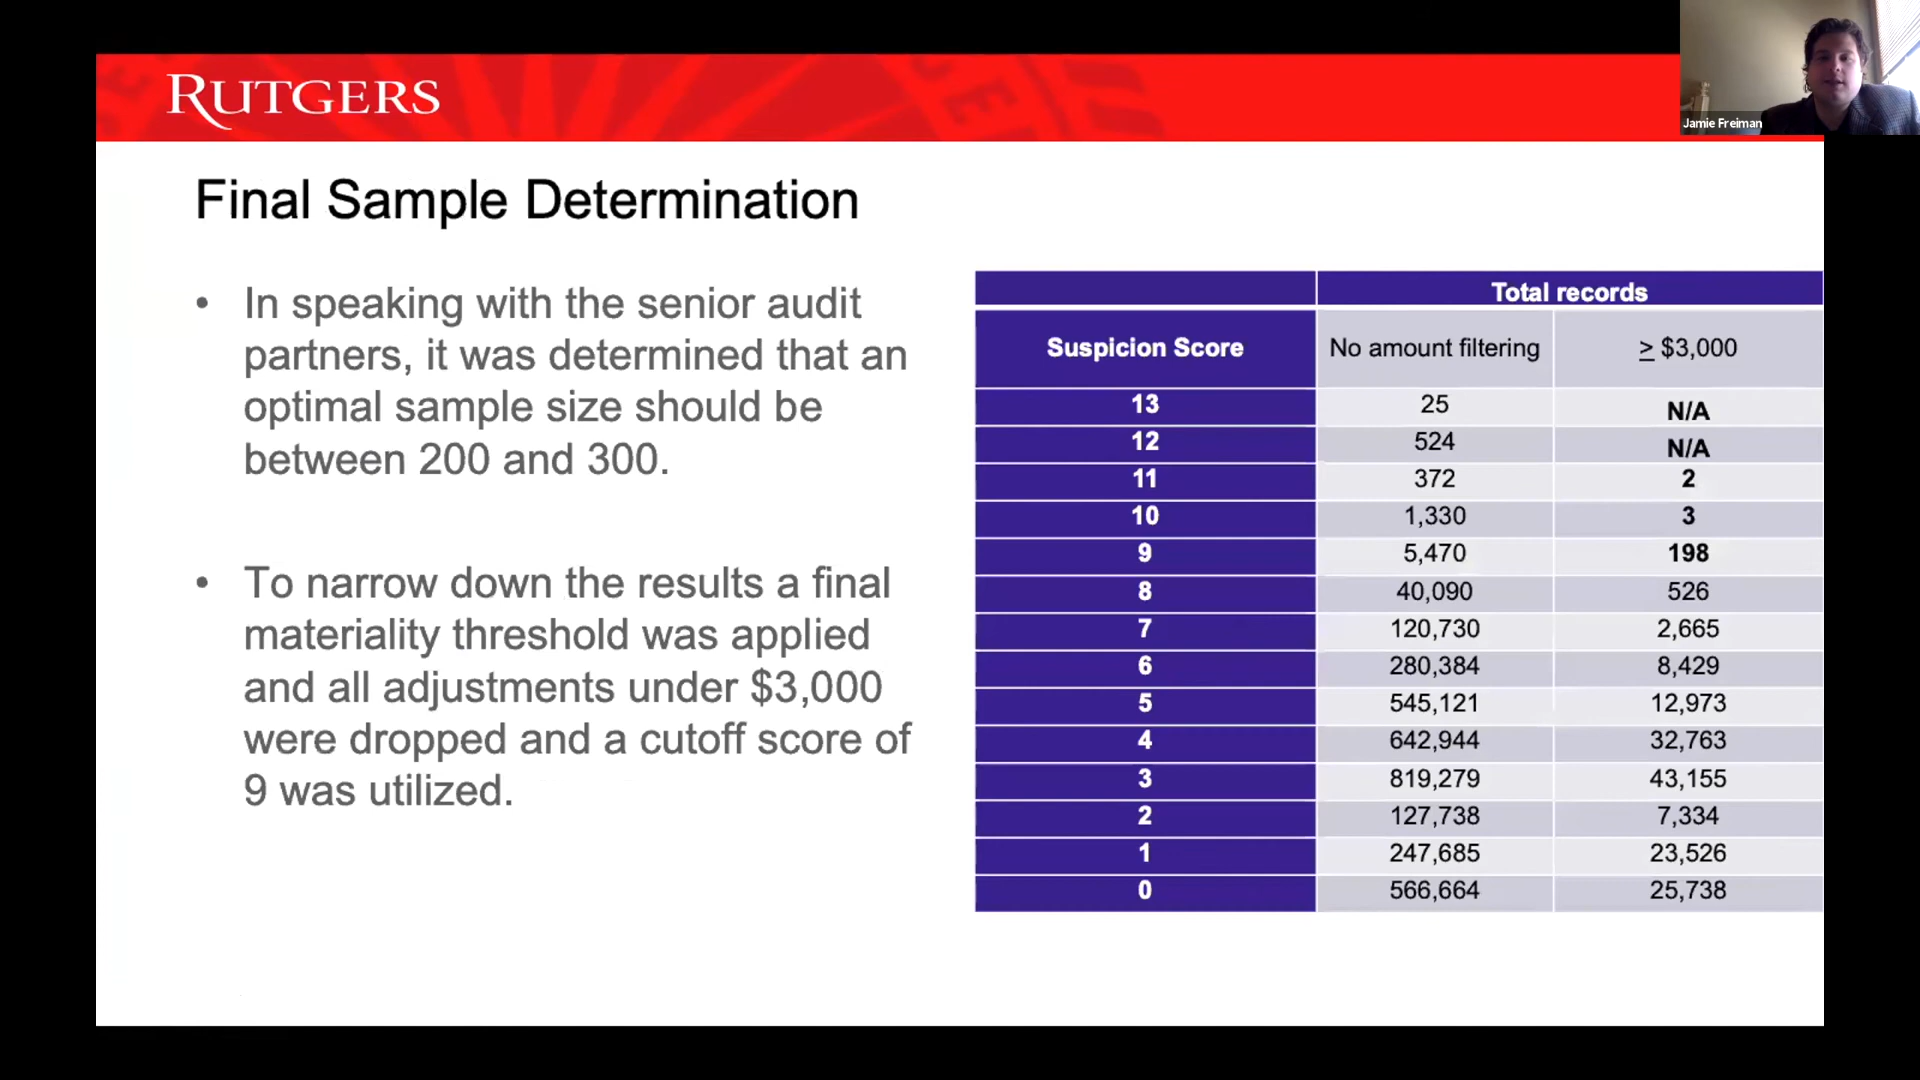 RUTGERS
Jamie Freiman
Final Sample Determination
• In speaking with the senior audit
partners, it was determined that an
optimal sample size should be
between 200 and 300.
• To narrow down the results a final
materiality threshold was applied
and all adjustments under $3,000
were dropped and a cutoff score of
9 was utilized.
Total records
Suspicion Score No amount filtering ≥ $3,000
13 25 N/A
12 524 N/A
11 372 2
10 1,330 3
9 5,470 198
8 40,090 526
7 120,730 2,665
6 280,384 8,429
5 545,121 12,973
4 642,944 32,763
3 819,279 43,155
2 127,738 7,334
1 247,685 23,526
0 566,664 25,738